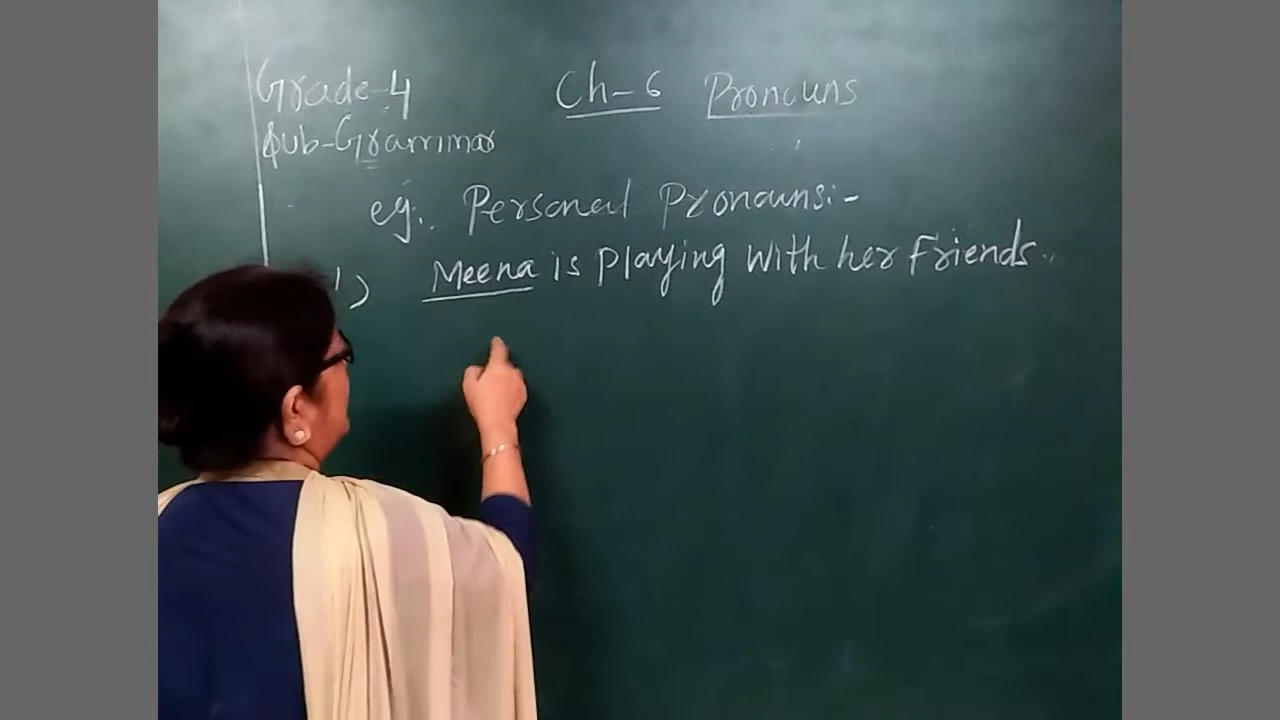 Grade-4 Ch-6 Pronouns
Sub-Grammar
eg:. Personal Pronouns:-
1) Meena is playing with her Friends.